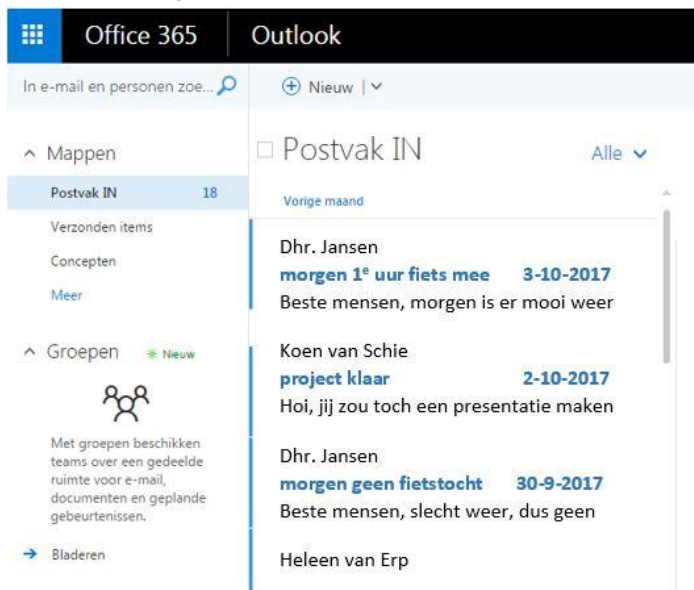 Office 365 Outlook
In e-mail en personen zoe... Nieuw
Mappen
Postvak IN 18
Verzonden items
Concepten
Meer
Groepen Nieuw
Met groepen beschikken
teams over een gedeelde
ruimte voor e-mail,
documenten en geplande
gebeurtenissen.
Bladeren
Postvak IN Alle
Vorige maand
Dhr. Jansen
morgen 1e uur fiets mee 3-10-2017
Beste mensen, morgen is er mooi weer
Koen van Schie
project klaar 2-10-2017
Hoi, jij zou toch een presentatie maken
Dhr. Jansen
morgen geen fietstocht 30-9-2017
Beste mensen, slecht weer, dus geen
Heleen van Erp